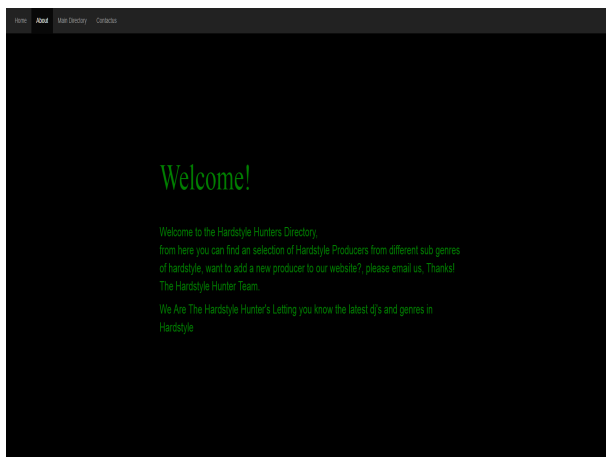 Home About Main Directory Contactus
Welcome!
Welcome to the Hardstyle Hunters Directory,
from here you can find an selection of Hardstyle Producers from different sub genres
of hardstyle, want to add a new producer to our website?, please email us, Thanks!
The Hardstyle Hunter Team.
We Are The Hardstyle Hunter's Letting you know the latest dj's and genres in
Hardstyle